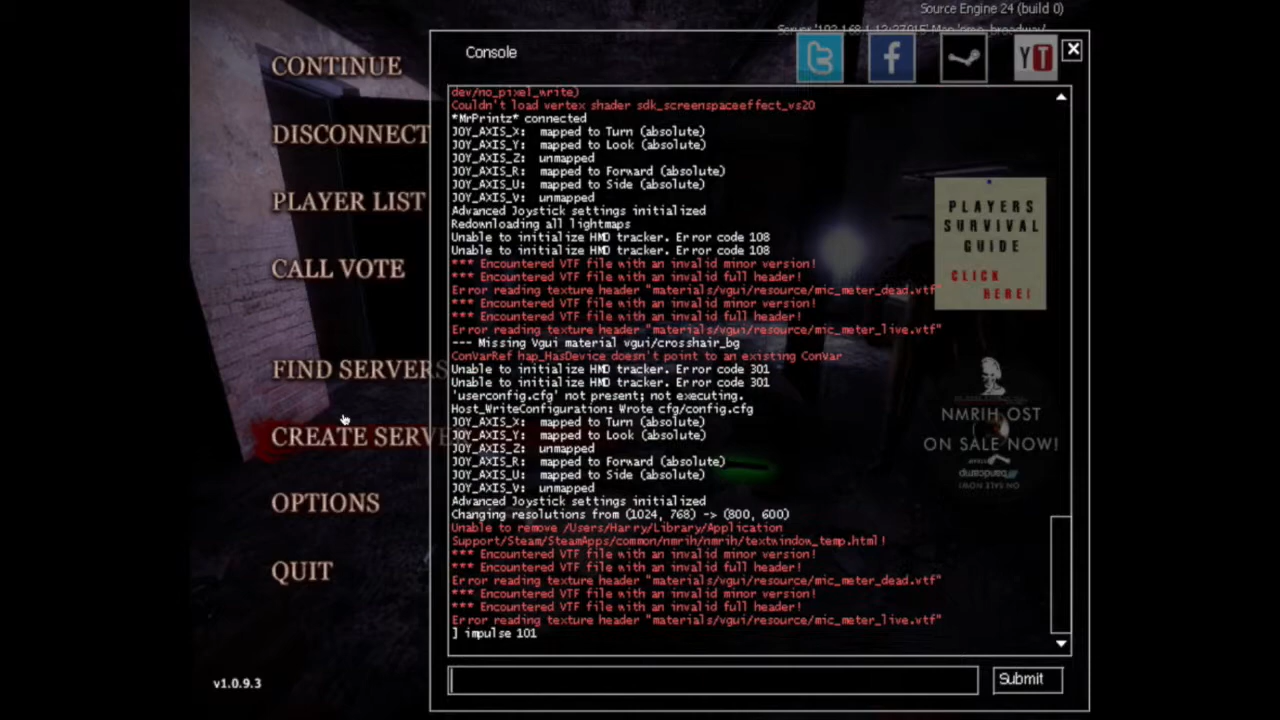 Source Engine 24 (build 0)
CONTINUE
DISCONNECT
PLAYER LIST
CALL VOTE
FIND SERVERS
CREATE SERVE
OPTIONS
QUIT
v1.0.9.3
Console
YT
dev/no_pixel_write)
Couldn't load vertex shader sdk_screenspaceeffect_vs20
*MrPrintz* connected
JOY_AXIS_X: mapped to Turn (absolute)
JOY_AXIS_Y: mapped to Look (absolute)
JOY_AXIS_Z: unmapped
JOY_AXIS_R: mapped to Forward (absolute)
JOY_AXIS_U: mapped to Side (absolute)
JOY_AXIS_V: unmapped
Advanced Joystick settings initialized
Redownloading all lightmaps
Unable to initialize HMD tracker. Error code 108
Unable to initialize HMD tracker. Error code 108
*** Encountered VTF file with an invalid minor version!
*** Encountered VTF file with an invalid full header!
Error reading texture header "materials/vgui/resource/mic_meter_dead.vtf"
*** Encountered VTF file with an invalid minor version!
*** Encountered VTF file with an invalid full header!
Error reading texture header "materials/vgui/resource/mic_meter_live.vtf"
--- Missing Vgui material vgui/crosshair_bg
ConVarRef hap_HasDevice doesn't point to an existing ConVar
Unable to initialize HMD tracker. Error code 301
Unable to initialize HMD tracker. Error code 301
'userconfig.cfg' not present; not executing.
Host_WriteConfiguration: Wrote cfg/config.cfg
JOY_AXIS_X: mapped to Turn (absolute)
JOY_AXIS_Y: mapped to Look (absolute)
JOY_AXIS_Z: unmapped
JOY_AXIS_R: mapped to Forward (absolute)
JOY_AXIS_U: mapped to Side (absolute)
JOY_AXIS_V: unmapped
Advanced Joystick settings initialized
Changing resolutions from (1024, 768) -> (800, 600)
Unable to remove /Users/Harry/Library/Application
Support/Steam/SteamApps/common/nmrih/nmrih/textwindow_temp.html!
*** Encountered VTF file with an invalid minor version!
*** Encountered VTF file with an invalid full header!
Error reading texture header "materials/vgui/resource/mic_meter_dead.vtf"
*** Encountered VTF file with an invalid minor version!
*** Encountered VTF file with an invalid full header!
Error reading texture header "materials/vgui/resource/mic_meter_live.vtf"
] impulse 101
Submit
PLAYERS
SURVIVAL
GUIDE
CLICK
HERE!
NMRIH OST
ON SALE NOW!